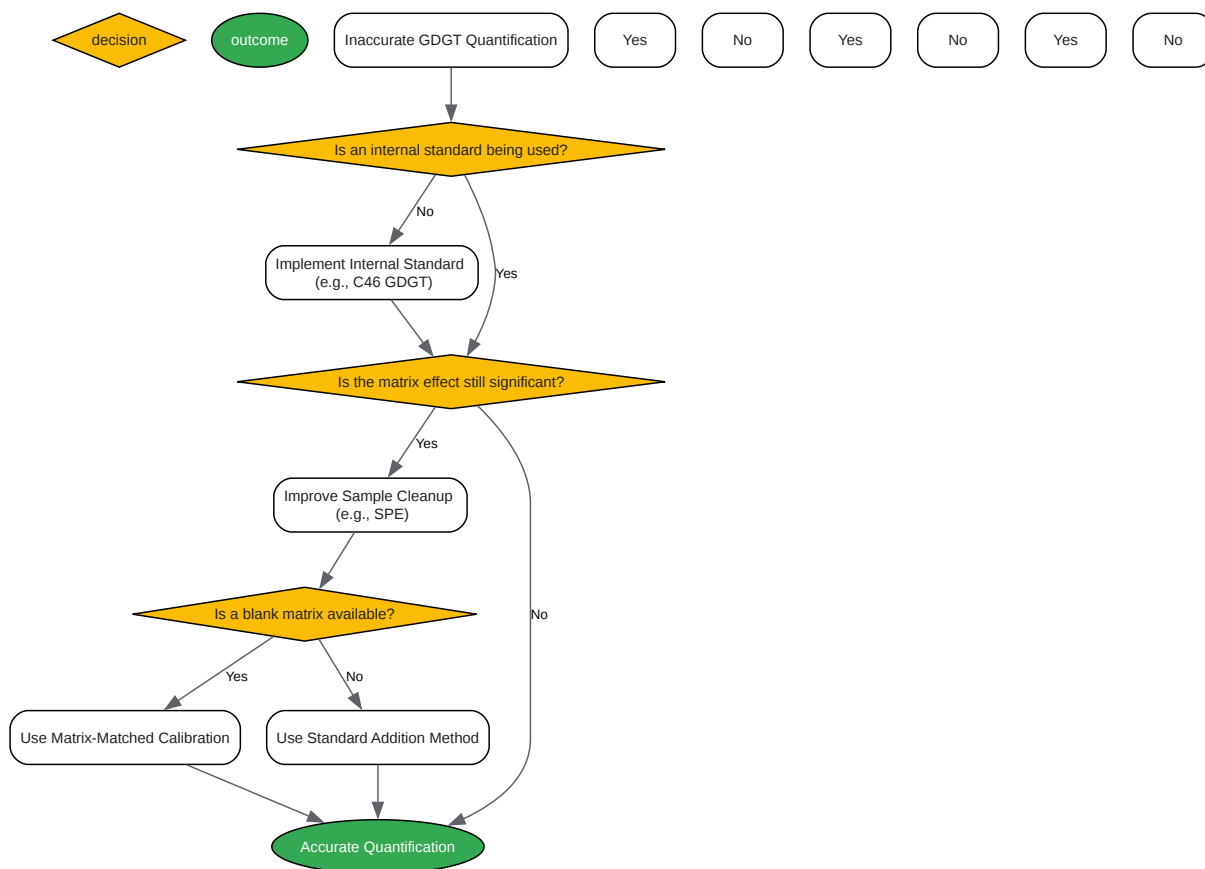 decision
outcome
Inaccurate GDGT Quantification
Yes
No
Yes
No
Yes
No
Is an internal standard being used?
No
Implement Internal Standard
(e.g., C46 GDGT)
Yes
Is the matrix effect still significant?
Yes
Improve Sample Cleanup
(e.g., SPE)
Is a blank matrix available?
No
Yes
No
Use Matrix-Matched Calibration
Use Standard Addition Method
Accurate Quantification